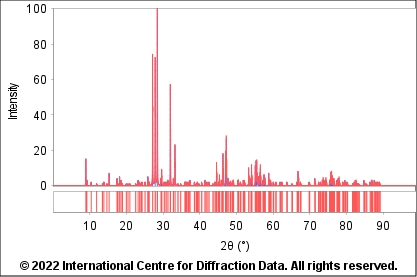 100
80
60
40
20
0
Intensity
10 20 30 40 50 60 70 80 90
2θ (°)
© 2022 International Centre for Diffraction Data. All rights reserved.